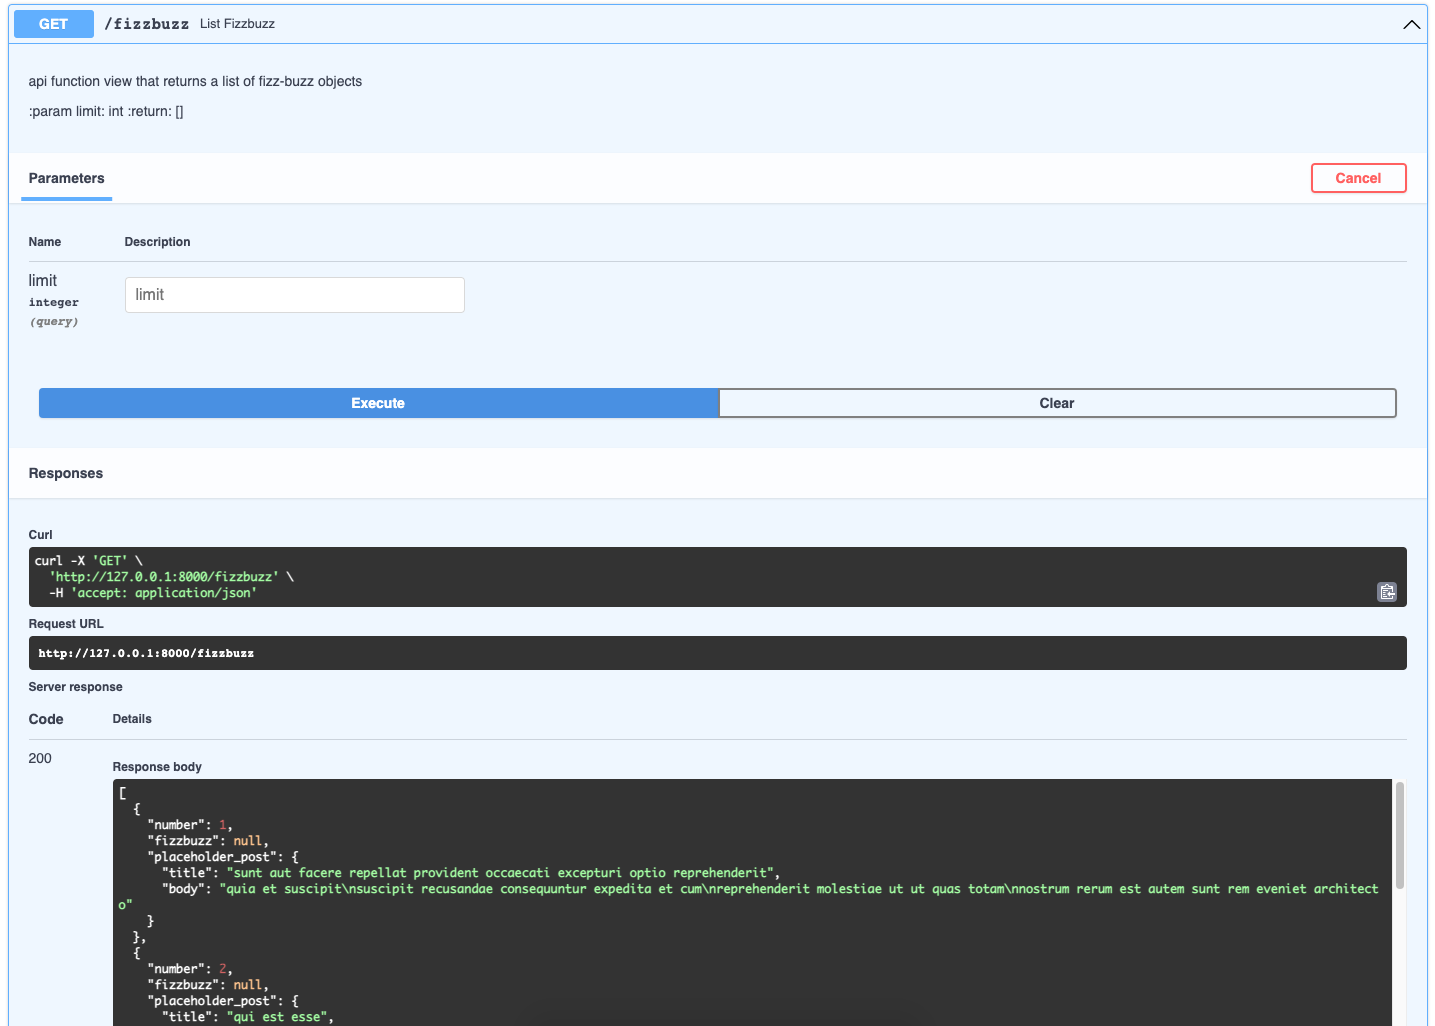 GET /fizzbuzz List Fizzbuzz
api function view that returns a list of fizz-buzz objects
:param limit: int :return: []
Parameters
Cancel
Name Description
limit
integer
(query)
limit
Execute
Clear
Responses
Curl
curl -X 'GET' \
'http://127.0.0.1:8000/fizzbuzz' \
-H 'accept: application/json'
Request URL
http://127.0.0.1:8000/fizzbuzz
Server response
Code Details
200
Response body
[
{
"number": 1,
"fizzbuzz": null,
"placeholder_post": {
"title": "sunt aut facere repellat provident occaecati excepturi optio reprehenderit",
"body": "quia et suscipit\nsuscipit recusandae consequuntur expedita et cum\nreprehenderit molestiae ut ut quas totam\nnostrum rerum est autem sunt rem eveniet architect
o"
}
},
{
"number": 2,
"fizzbuzz": null,
"placeholder_post": {
"title": "qui est esse",